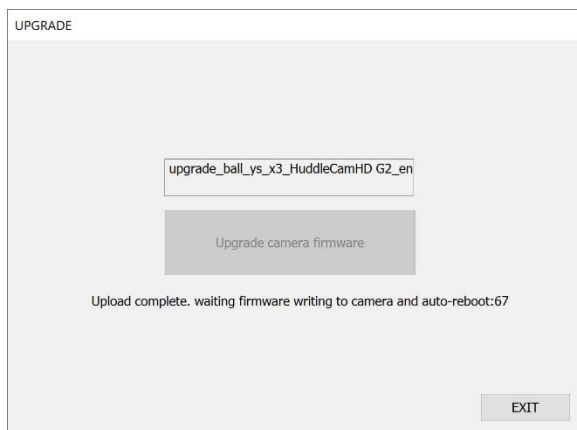 UPGRADE
upgrade_ball_ys_x3_HuddleCamHD G2_en
Upgrade camera firmware
Upload complete. waiting firmware writing to camera and auto-reboot:67
EXIT